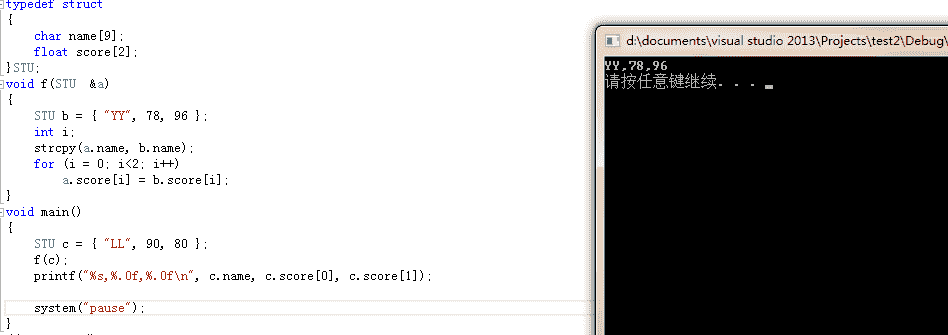 typedef struct
{
char name[9];
float score[2];
}STU;
void f(STU &a)
{
STU b = { "YY", 78, 96 };
int i;
strcpy(a.name, b.name);
for (i = 0; i<2; i++)
a.score[i] = b.score[i];
}
void main()
{
STU c = { "LL", 90, 80 };
f(c);
printf("%s,%.0f,%.0f\n", c.name, c.score[0], c.score[1]);
system("pause");
}
d:\documents\visual studio 2013\Projects\test2\Debug\
YY,78,96
请按任意键继续. . .